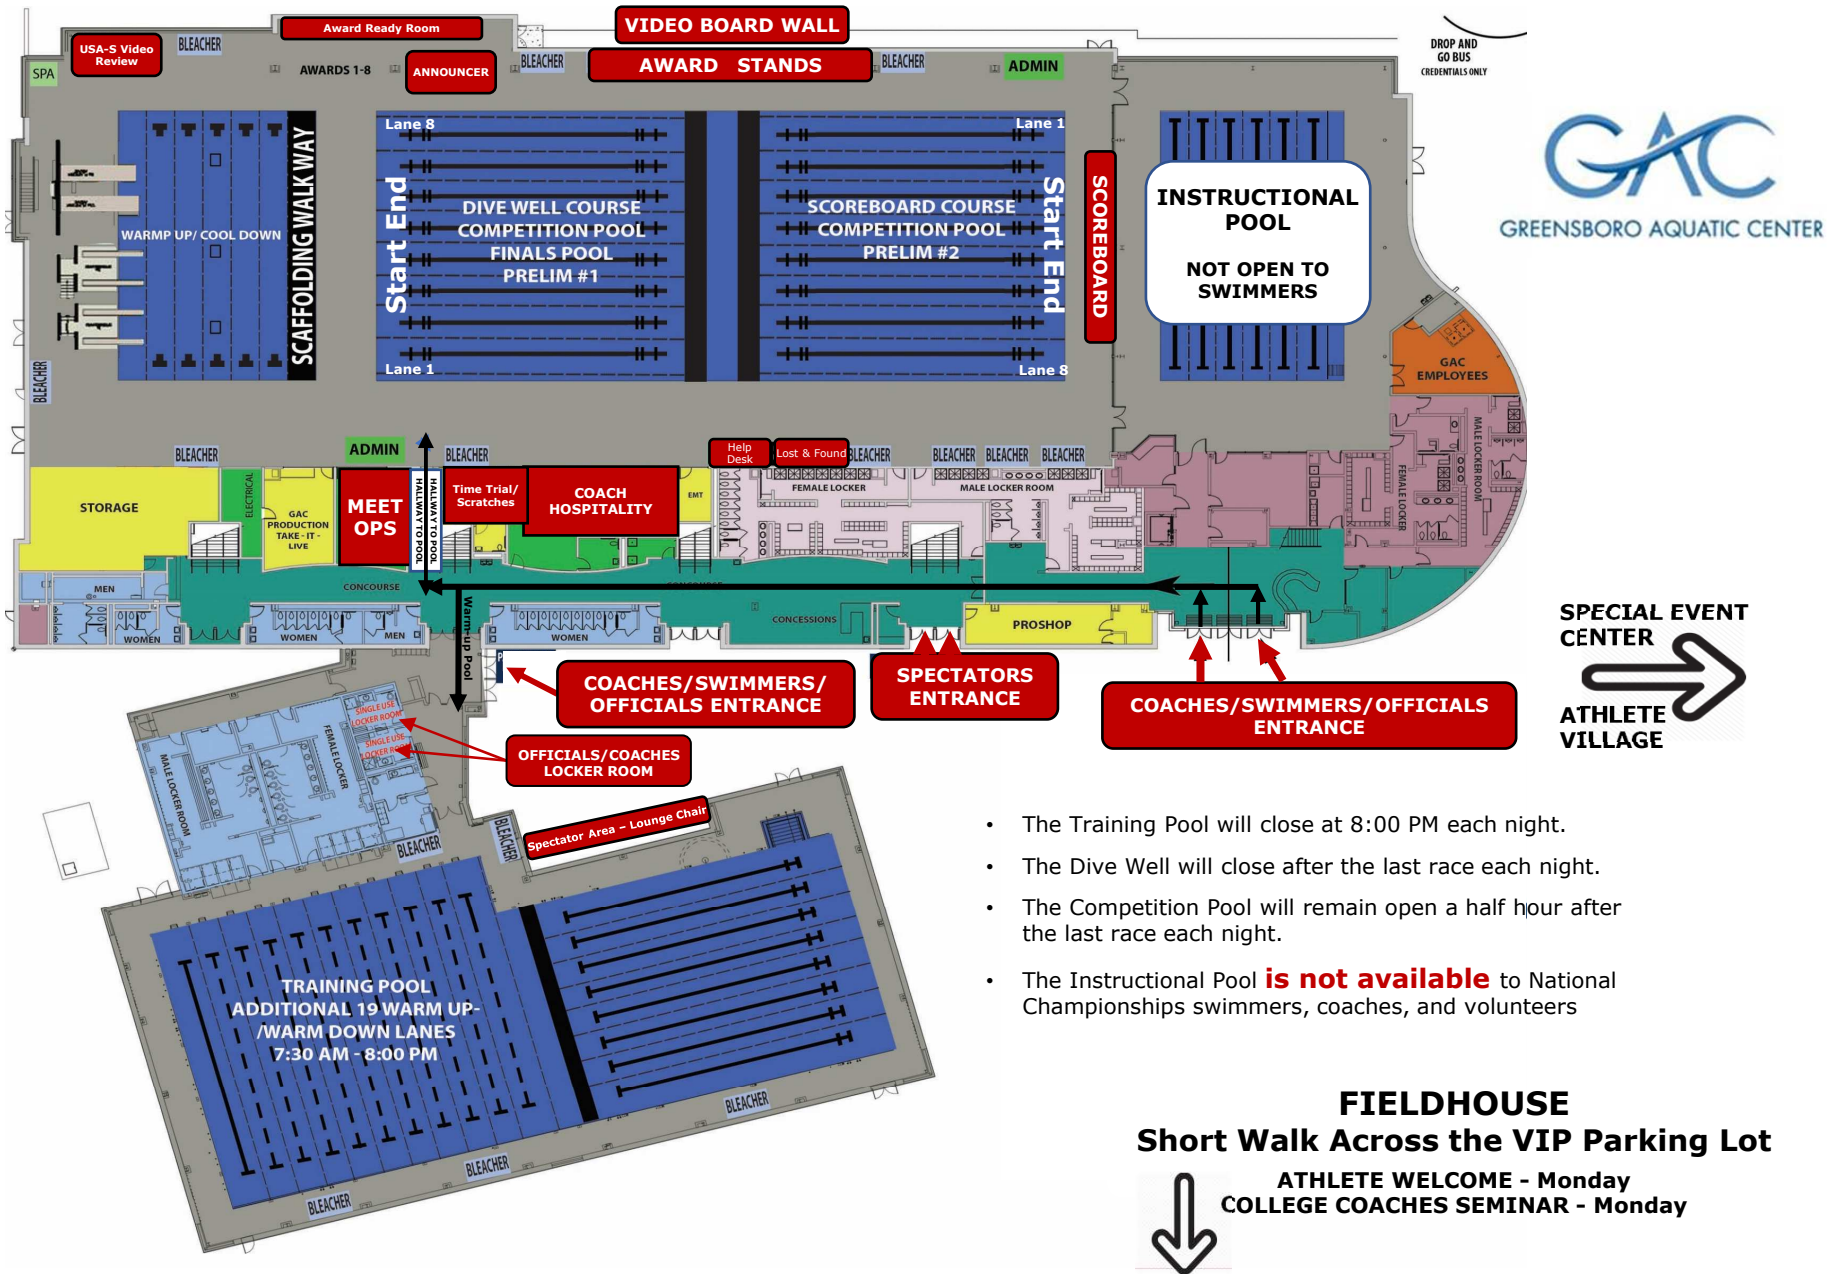 VIDEO BOARD WALL
Award Ready Room
USA-S Video
Review
BLEACHER
SPA
AWARDS 1-8
ANNOUNCER
BLEACHER
AWARD STANDS
BLEACHER
ADMIN
DROP AND
GO BUS
CREDENTIALS ONLY
GAC
GREENSBORO AQUATIC CENTER
Lane 8
Lane 1
WARMP UP/ COOL DOWN
SCAFFOLDING WALK WAY
Start End
DIVE WELL COURSE
COMPETITION POOL
FINALS POOL
PRELIM #1
SCOREBOARD COURSE
COMPETITION POOL
PRELIM #2
Start End
SCOREBOARD
INSTRUCTIONAL
POOL
NOT OPEN TO
SWIMMERS
Lane 1
Lane 8
BLEACHER
GAC
EMPLOYEES
BLEACHER
ADMIN
BLEACHER
Help
Desk
Lost & Found
BLEACHER
BLEACHER
BLEACHER
BLEACHER
MALE LOCKER ROOM
FEMALE LOCKER
STORAGE
ELECTRICAL
GAC
PRODUCTION
TAKE - IT -
LIVE
MEET
OPS
HALLWAY TO POOL
HALLWAY TO POOL
Time Trial/
Scratches
COACH
HOSPITALITY
EMT
FEMALE LOCKER
MALE LOCKER ROOM
MEN
CONCOURSE
CONCOURSE
WOMEN
WOMEN
MEN
Warm-up Pool
WOMEN
CONCESSIONS
PROSHOP
P
COACHES/SWIMMERS/
OFFICIALS ENTRANCE
SPECTATORS
ENTRANCE
COACHES/SWIMMERS/OFFICIALS
ENTRANCE
SPECIAL EVENT
CENTER
ATHLETE
VILLAGE
SINGLE USE
LOCKER ROOM
SINGLE USE
LOCKER ROOM
OFFICIALS/COACHES
LOCKER ROOM
MALE LOCKER ROOM
FEMALE LOCKER
BLEACHER
BLEACHER
Spectator Area – Lounge Chair
TRAINING POOL
ADDITIONAL 19 WARM UP-
/WARM DOWN LANES
7:30 AM - 8:00 PM
BLEACHER
BLEACHER
BLEACHER
• The Training Pool will close at 8:00 PM each night.
• The Dive Well will close after the last race each night.
• The Competition Pool will remain open a half hour after
the last race each night.
• The Instructional Pool is not available to National
Championships swimmers, coaches, and volunteers
FIELDHOUSE
Short Walk Across the VIP Parking Lot
ATHLETE WELCOME - Monday
COLLEGE COACHES SEMINAR - Monday